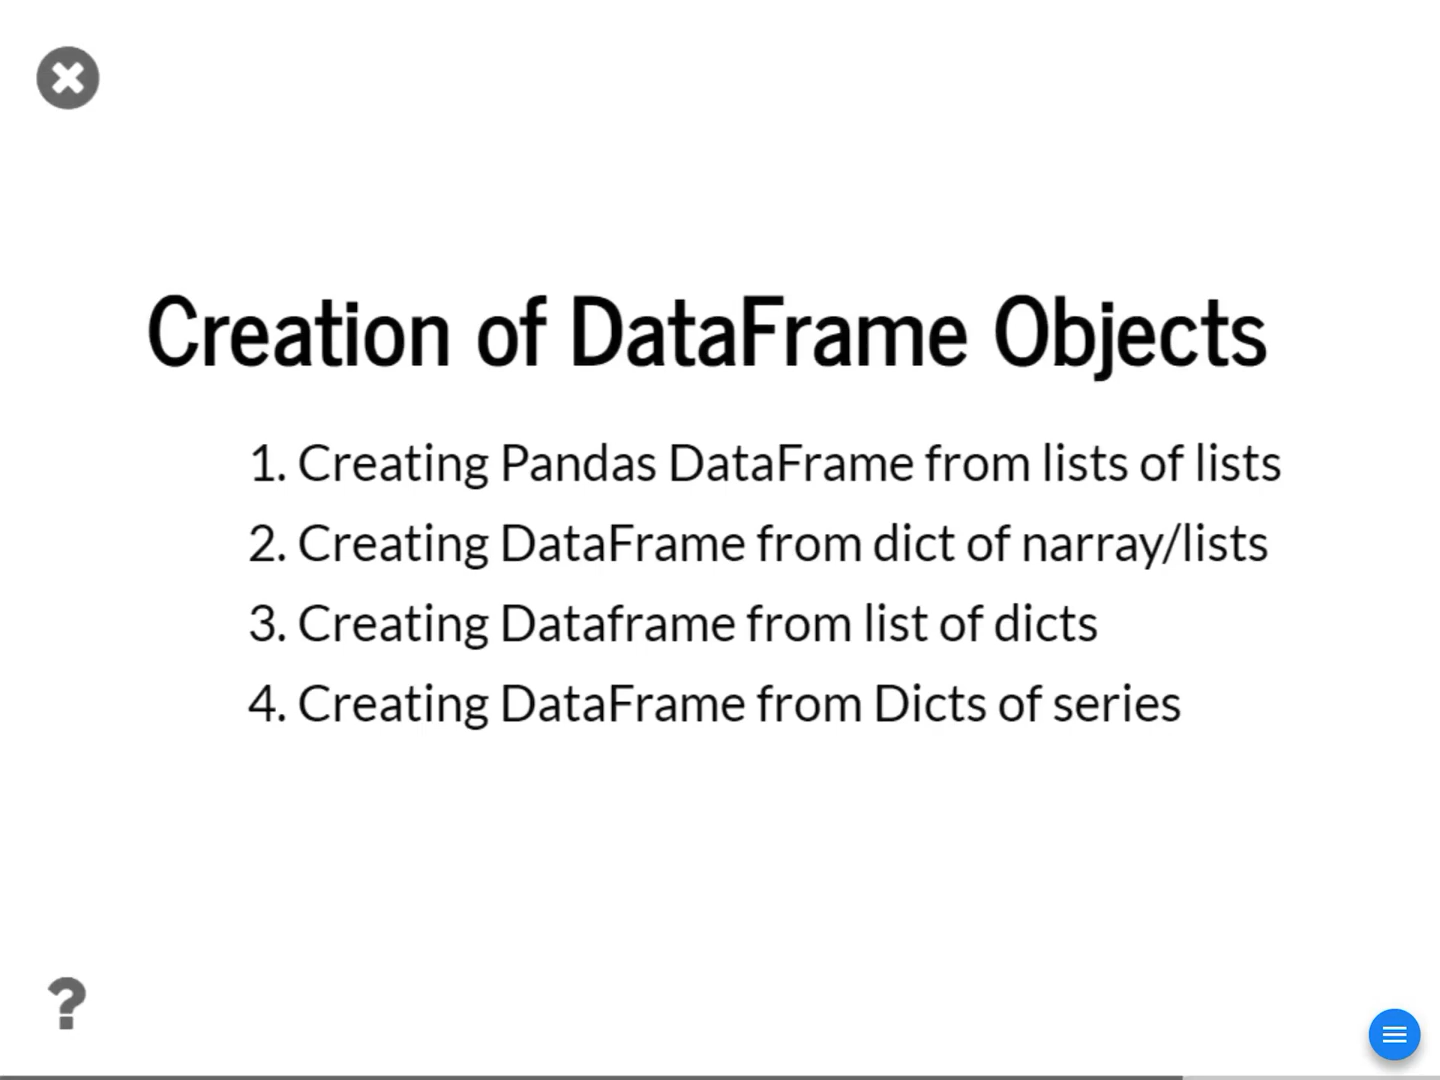 Creation of DataFrame Objects
1. Creating Pandas DataFrame from lists of lists
2. Creating DataFrame from dict of narray/lists
3. Creating Dataframe from list of dicts
4. Creating DataFrame from Dicts of series
?